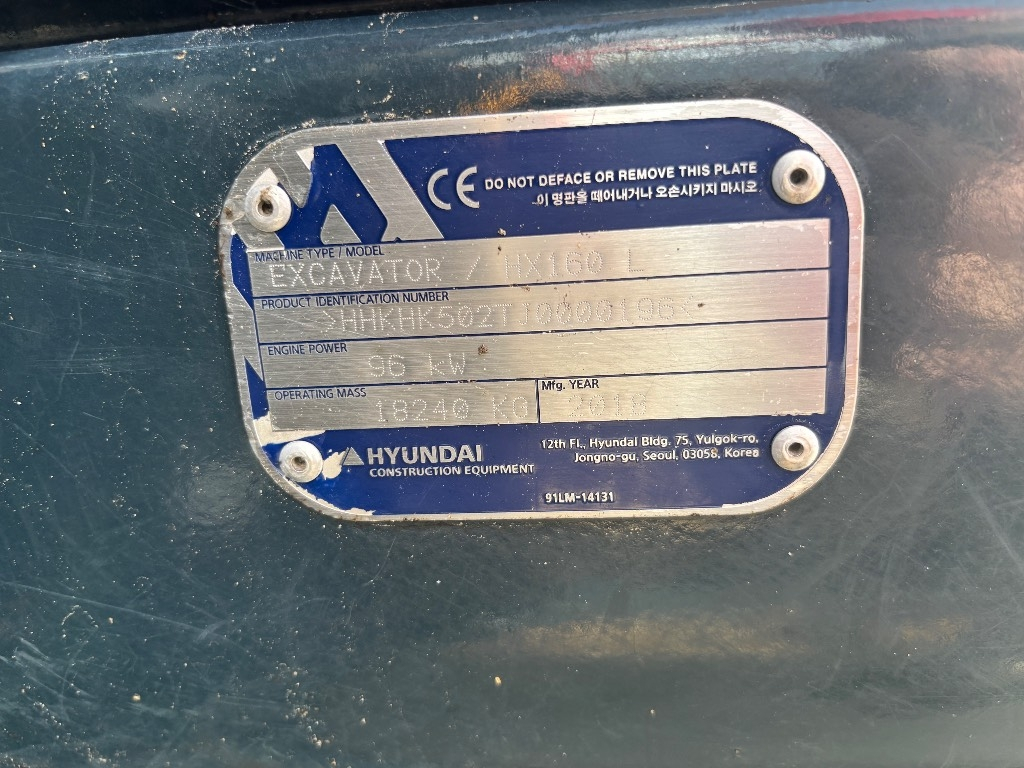 CE DO NOT DEFACE OR REMOVE THIS PLATE
이 명판을 떼어내거나 오손시키지 마시오.
MACHINE TYPE / MODEL
EXCAVATOR / HX160 L
PRODUCT IDENTIFICATION NUMBER
>HHKHK502TJ0000196<
ENGINE POWER
96 kW
OPERATING MASS
18240 KG
Mfg. YEAR
2018
HYUNDAI
CONSTRUCTION EQUIPMENT
12th Fl., Hyundai Bldg. 75, Yulgok-ro,
Jongno-gu, Seoul, 03058, Korea
91LM-14131